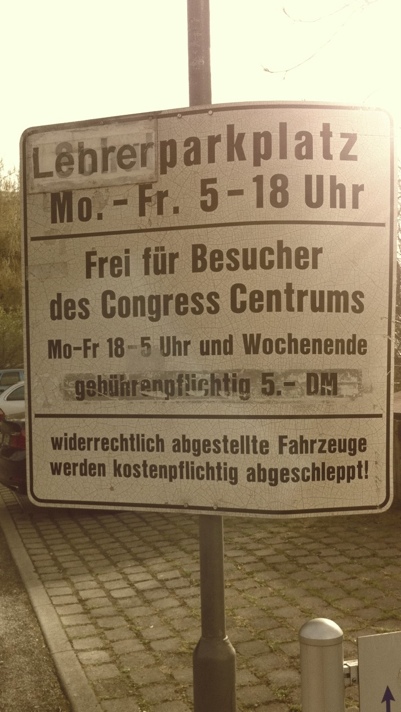 Lehrerparkplatz
Mo. - Fr. 5 - 18 Uhr
Frei für Besucher
des Congress Centrums
Mo-Fr 18-5 Uhr und Wochenende
gebührenpflichtig 5.- DM
widerrechtlich abgestellte Fahrzeuge
werden kostenpflichtig abgeschleppt!